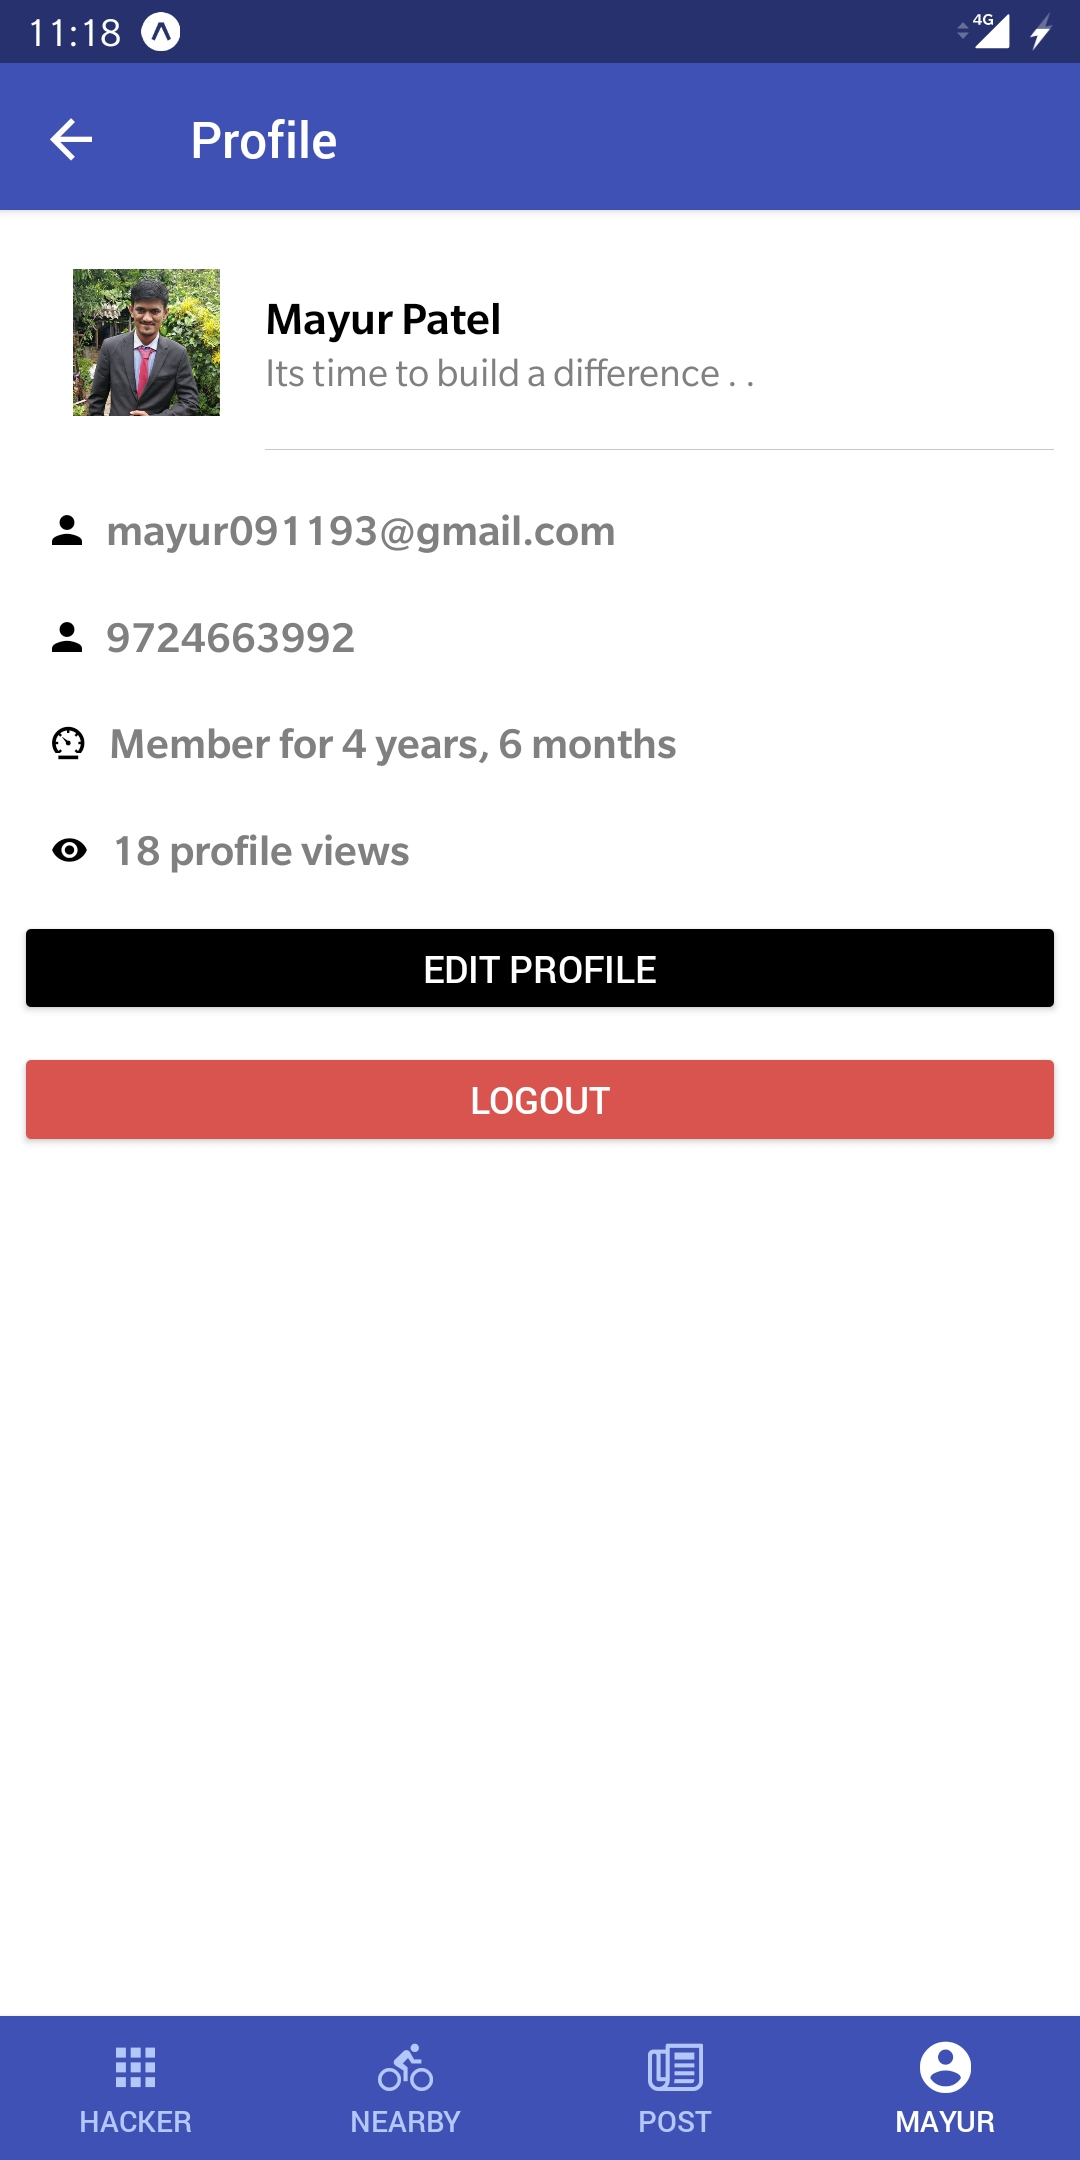 11:18
4G
Profile
Mayur Patel
Its time to build a difference . .
mayur091193@gmail.com
9724663992
Member for 4 years, 6 months
18 profile views
EDIT PROFILE
LOGOUT
HACKER NEARBY POST MAYUR